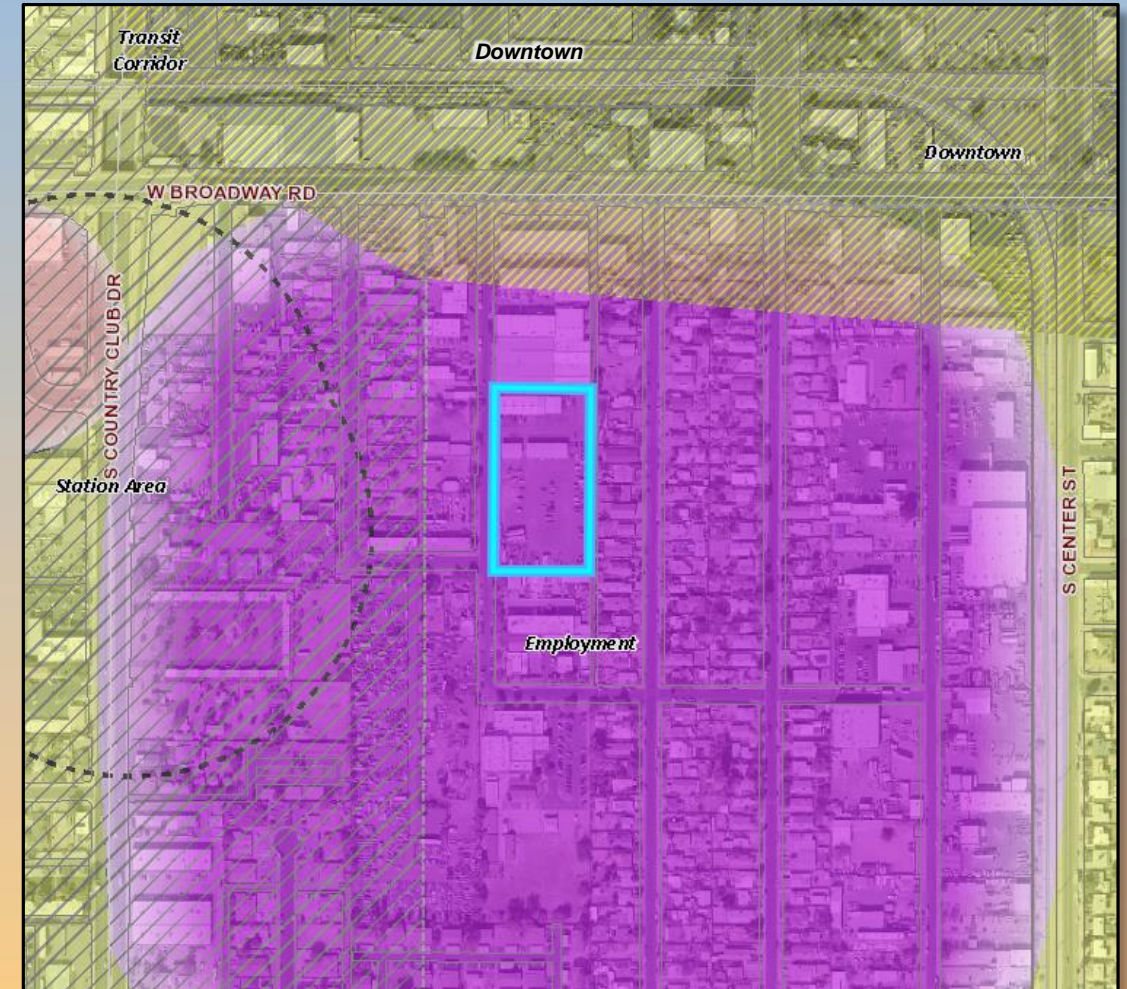 Transit
Corridor
Downtown
Downtown
W BROADWAY RD
S COUNTRY CLUB DR
Station Area
S CENTER ST
Employment